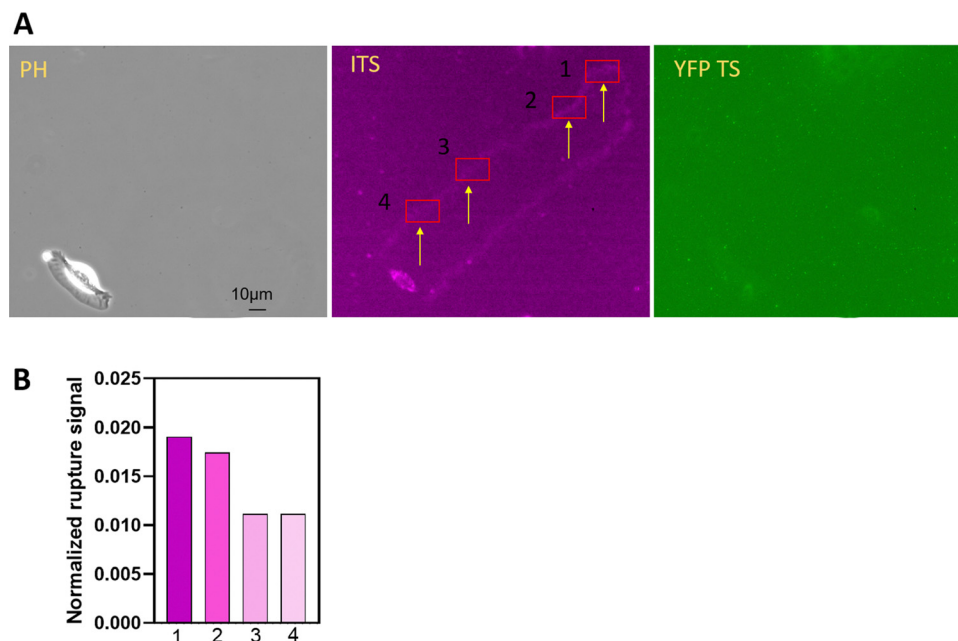 A
PH
ITS
YFP TS
1
2
3
4
10µm
B
Normalized rupture signal
0.025
0.020
0.015
0.010
0.005
0.000
1 2 3 4